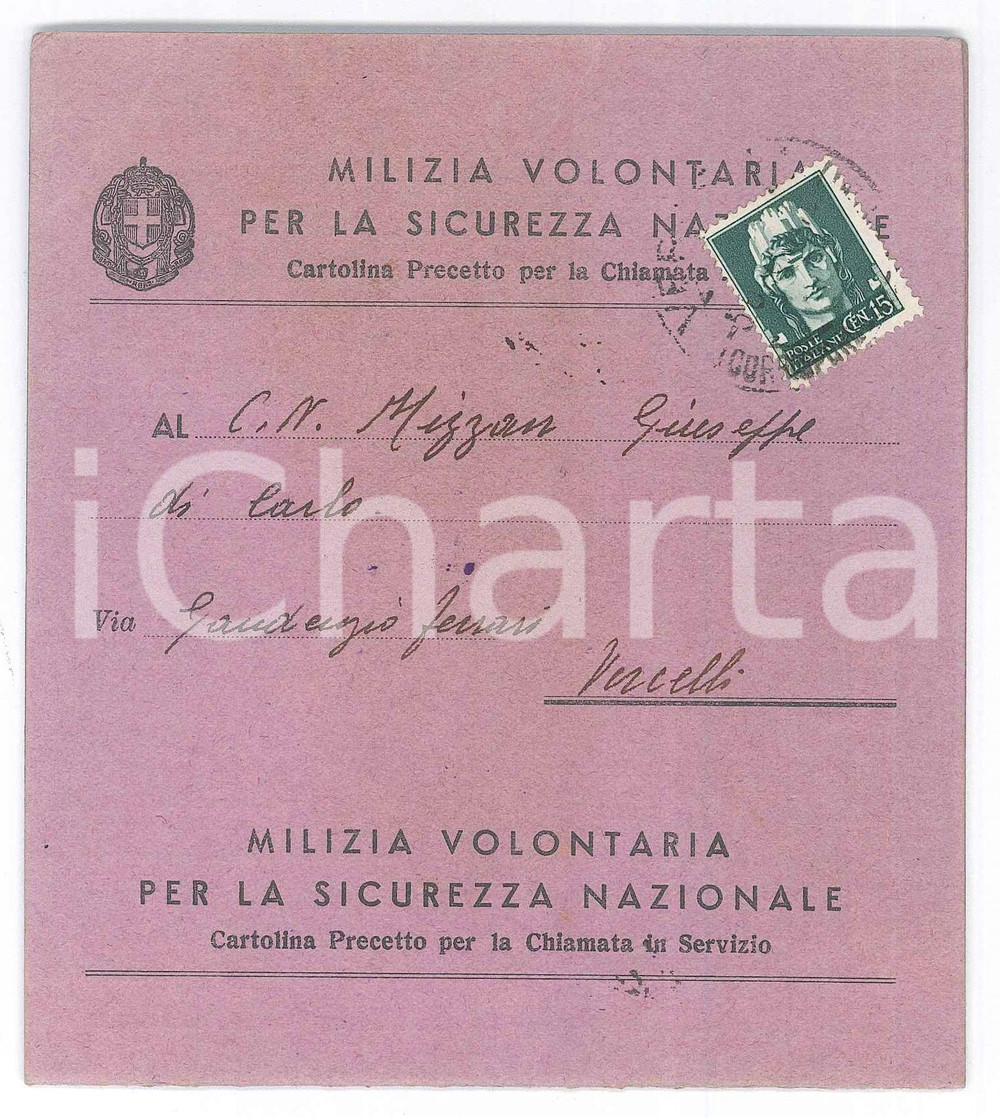 MILIZIA VOLONTARIA
PER LA SICUREZZA NAZ E
Cartolina Precetto per la Chiamata
POSTE ITALIANE CEN. 15
AL C. N. Mizzan Giuseppe
di Carlo.
iCharta
Via Gaudenzio Ferrari
Vercelli
MILIZIA VOLONTARIA
PER LA SICUREZZA NAZIONALE
Cartolina Precetto per la Chiamata in Servizio